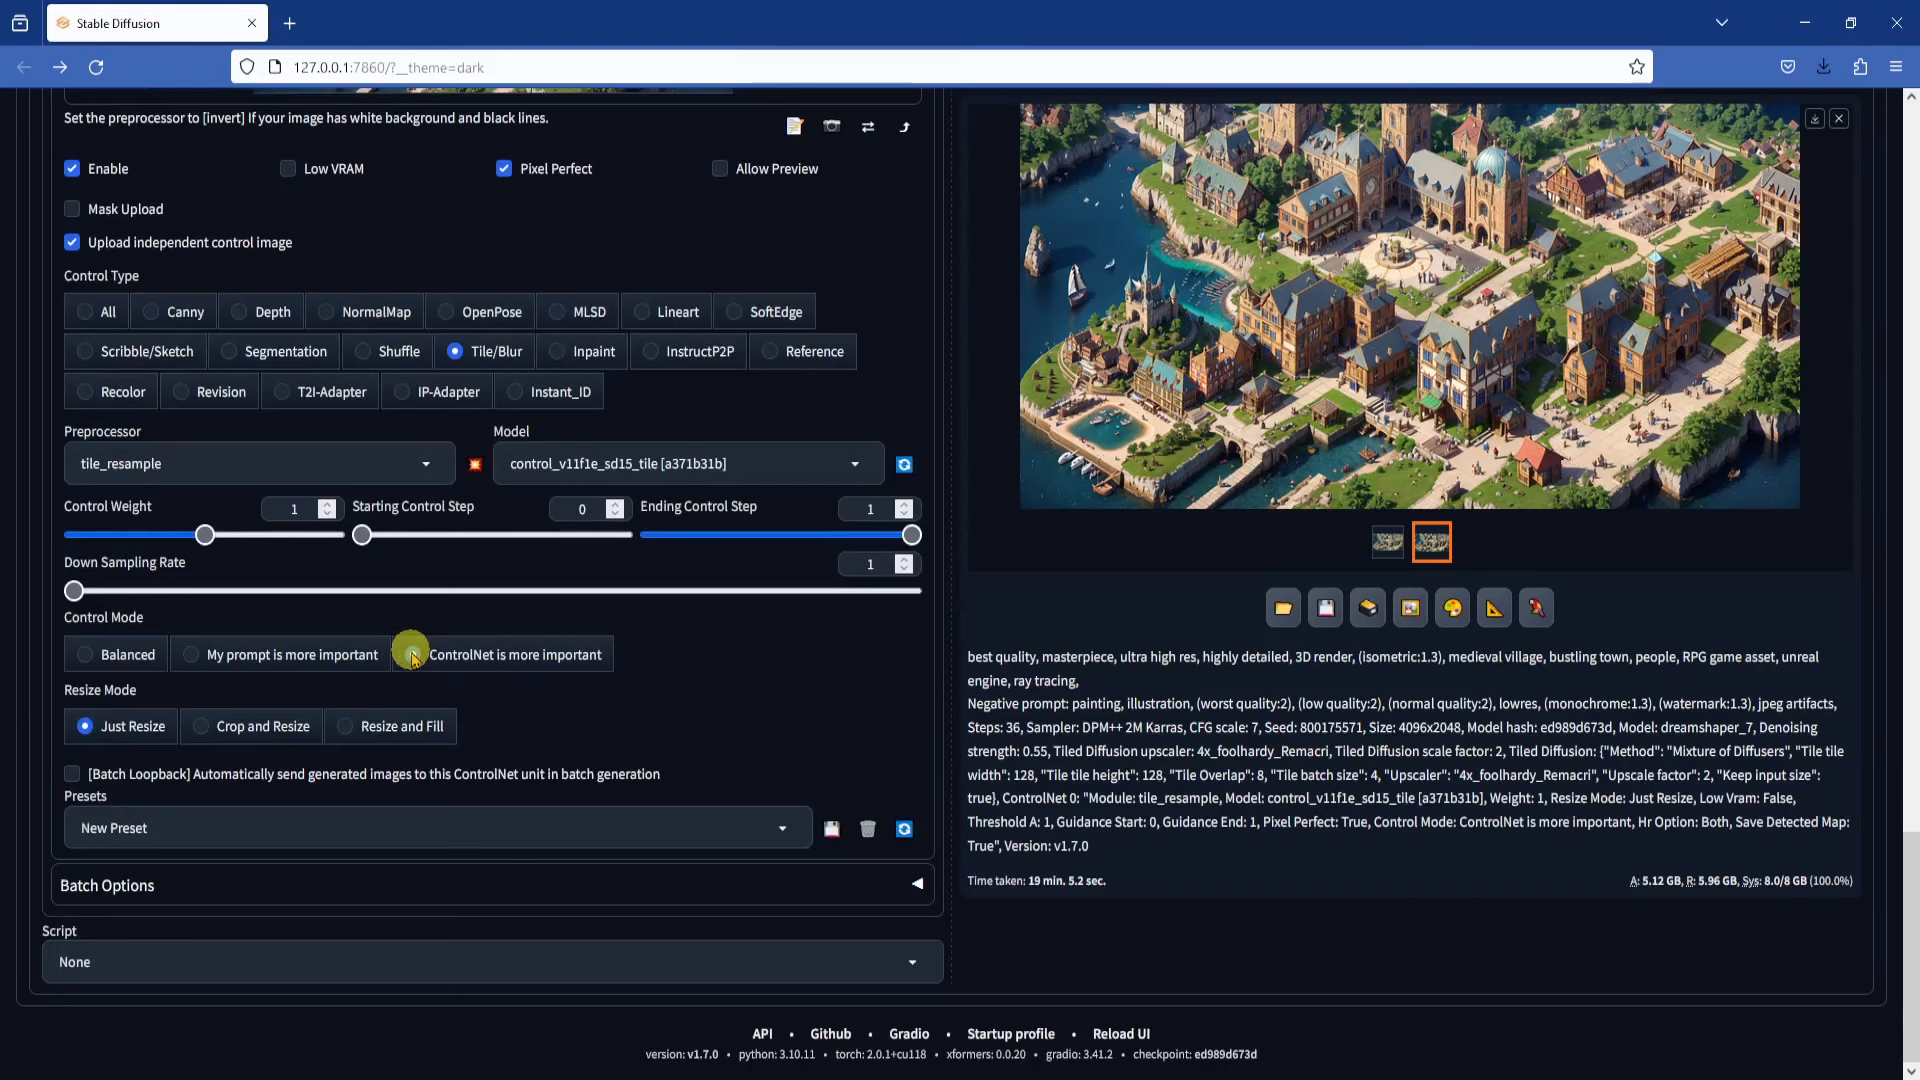 Stable Diffusion
127.0.0.1:7860/?__theme=dark
Set the preprocessor to [invert] If your image has white background and black lines.
Enable
Low VRAM
Pixel Perfect
Allow Preview
Mask Upload
Upload independent control image
Control Type
All Canny Depth NormalMap OpenPose MLSD Lineart SoftEdge
Scribble/Sketch Segmentation Shuffle Tile/Blur Inpaint InstructP2P Reference
Recolor Revision T2I-Adapter IP-Adapter Instant_ID
Preprocessor
Model
tile_resample
control_v11f1e_sd15_tile [a371b31b]
Control Weight 1 Starting Control Step 0 Ending Control Step 1
Down Sampling Rate 1
Control Mode
Balanced My prompt is more important ControlNet is more important
Resize Mode
Just Resize Crop and Resize Resize and Fill
[Batch Loopback] Automatically send generated images to this ControlNet unit in batch generation
Presets
New Preset
Batch Options
Script
None
best quality, masterpiece, ultra high res, highly detailed, 3D render, (isometric:1.3), medieval village, bustling town, people, RPG game asset, unreal
engine, ray tracing,
Negative prompt: painting, illustration, (worst quality:2), (low quality:2), (normal quality:2), lowres, (monochrome:1.3), (watermark:1.3), jpeg artifacts,
Steps: 36, Sampler: DPM++ 2M Karras, CFG scale: 7, Seed: 800175571, Size: 4096x2048, Model hash: ed989d673d, Model: dreamshaper_7, Denoising
strength: 0.55, Tiled Diffusion upscaler: 4x_foolhardy_Remacri, Tiled Diffusion scale factor: 2, Tiled Diffusion: {"Method": "Mixture of Diffusers", "Tile tile
width": 128, "Tile tile height": 128, "Tile Overlap": 8, "Tile batch size": 4, "Upscaler": "4x_foolhardy_Remacri", "Upscale factor": 2, "Keep input size":
true}, ControlNet 0: "Module: tile_resample, Model: control_v11f1e_sd15_tile [a371b31b], Weight: 1, Resize Mode: Just Resize, Low Vram: False,
Threshold A: 1, Guidance Start: 0, Guidance End: 1, Pixel Perfect: True, Control Mode: ControlNet is more important, Hr Option: Both, Save Detected Map:
True", Version: v1.7.0
Time taken: 19 min. 5.2 sec.
A: 5.12 GB, R: 5.96 GB, Sys: 8.0/8 GB (100.0%)
API • Github • Gradio • Startup profile • Reload UI
version: v1.7.0 • python: 3.10.11 • torch: 2.0.1+cu118 • xformers: 0.0.20 • gradio: 3.41.2 • checkpoint: ed989d673d